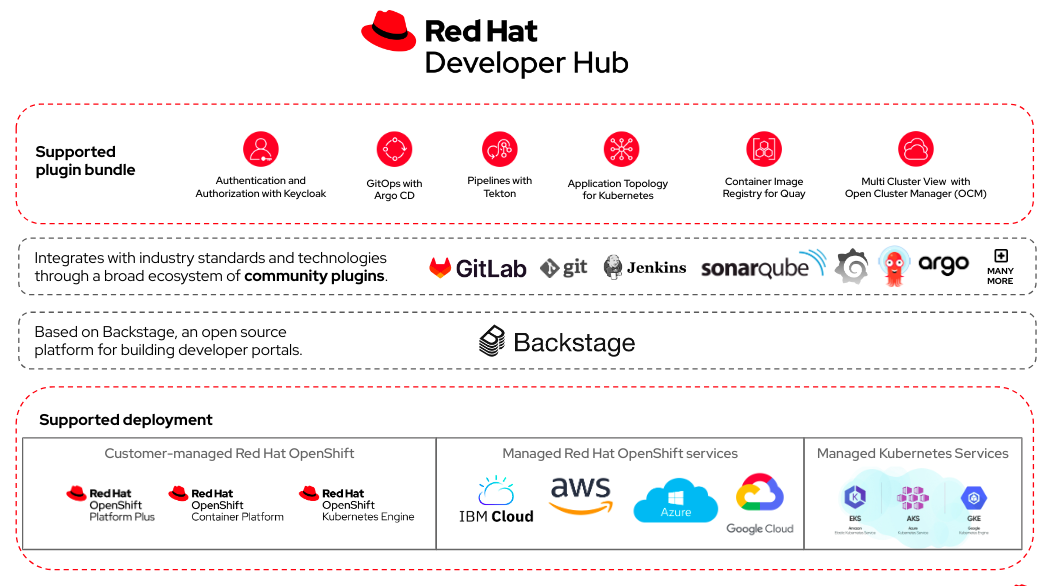 Red Hat
Developer Hub
Supported
plugin bundle
Authentication and
Authorization with Keycloak
GitOps with
Argo CD
Pipelines with
Tekton
Application Topology
for Kubernetes
Container Image
Registry for Quay
Multi Cluster View with
Open Cluster Manager (OCM)
Integrates with industry standards and technologies
through a broad ecosystem of community plugins.
GitLab
git
Jenkins
sonarqube
argo
MANY
MORE
Based on Backstage, an open source
platform for building developer portals.
Backstage
Supported deployment
Customer-managed Red Hat OpenShift
Red Hat
OpenShift
Platform Plus
Red Hat
OpenShift
Container Platform
Red Hat
OpenShift
Kubernetes Engine
Managed Red Hat OpenShift services
IBM Cloud
aws
Azure
Google Cloud
Managed Kubernetes Services
K
EKS
Amazon
Elastic Kubernetes Service
AKS
Azure
Kubernetes Service
GKE
Google
Kubernetes Engine